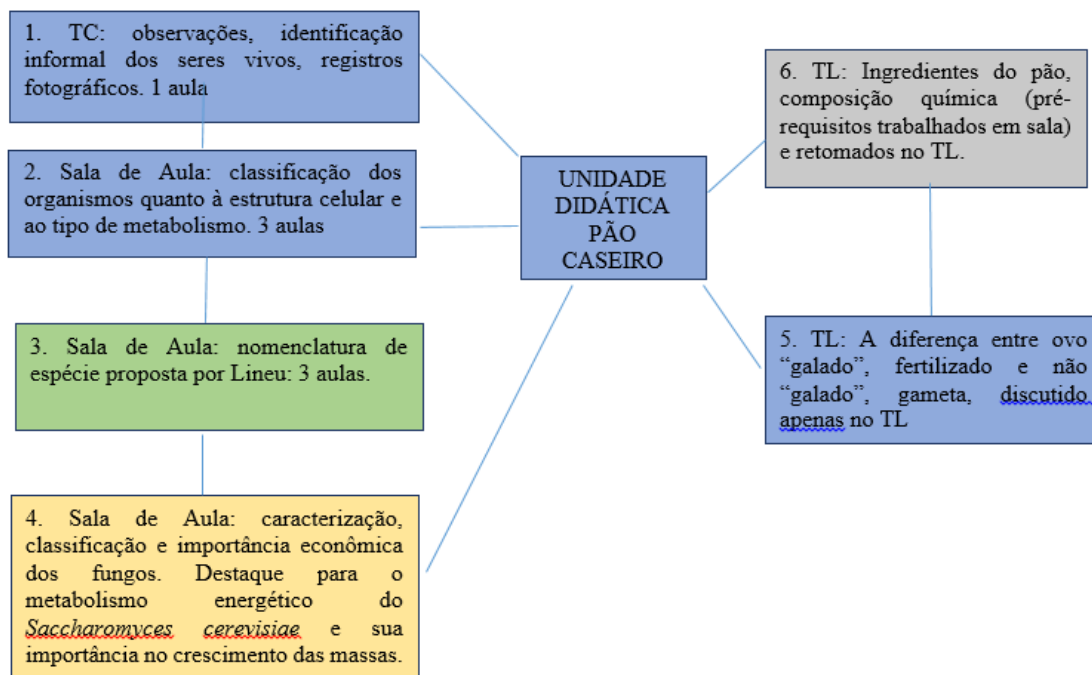 1. TC: observações, identificação
informal dos seres vivos, registros
fotográficos. 1 aula
2. Sala de Aula: classificação dos
organismos quanto à estrutura celular e
ao tipo de metabolismo. 3 aulas
3. Sala de Aula: nomenclatura de
espécie proposta por Lineu: 3 aulas.
4. Sala de Aula: caracterização,
classificação e importância econômica
dos fungos. Destaque para o
metabolismo energético do
Saccharomyces cerevisiae e sua
importância no crescimento das massas.
UNIDADE
DIDÁTICA
PÃO
CASEIRO
6. TL: Ingredientes do pão,
composição química (pré-
requisitos trabalhados em sala)
e retomados no TL.
5. TL: A diferença entre ovo
“galado”, fertilizado e não
“galado”, gameta, discutido
apenas no TL